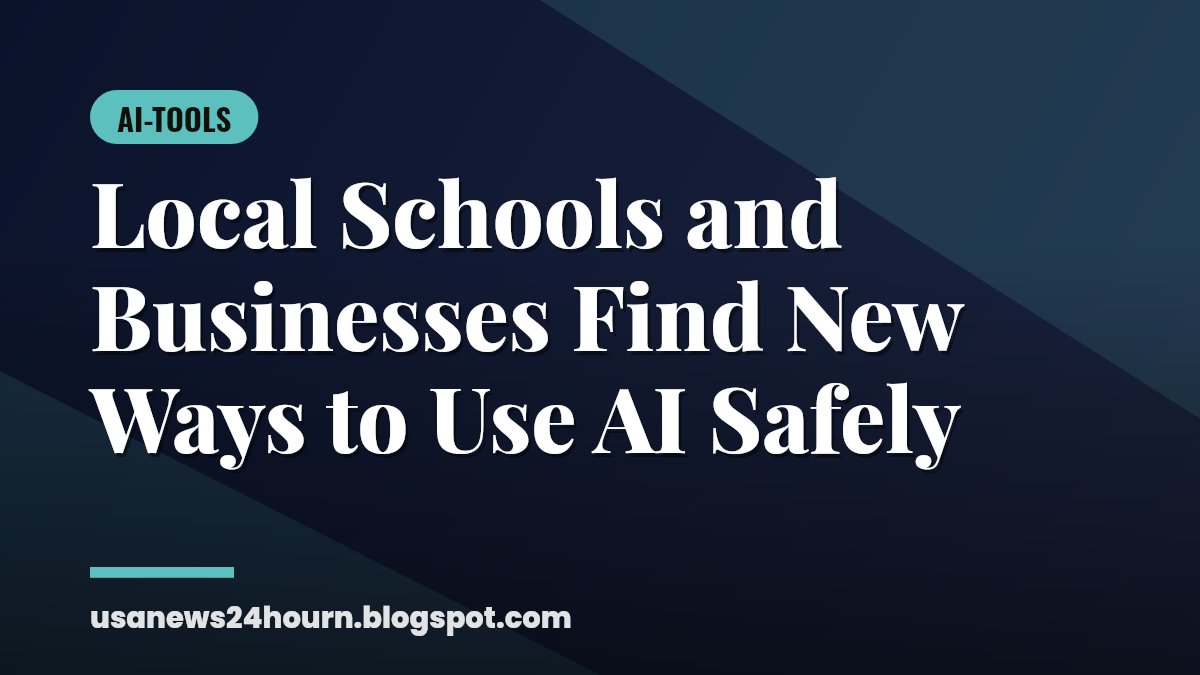 AI-TOOLS
Local Schools and
Businesses Find New
Ways to Use AI Safely
usanews24hourn.blogspot.com